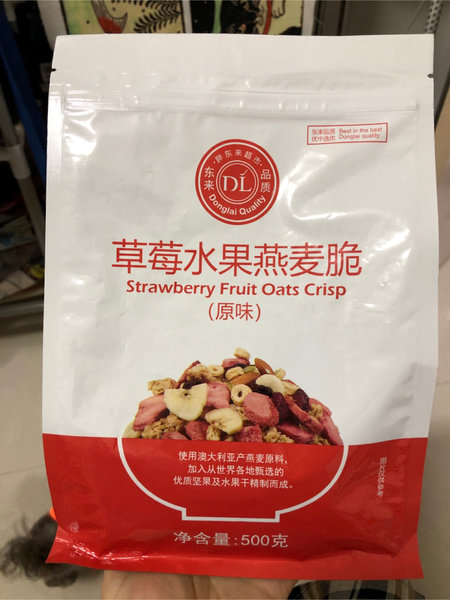 东来品质 Best in the best
优中选优 Donglai quality
胖东来超市
东来 DL 品质
Donglai Quality
草莓水果燕麦脆
Strawberry Fruit Oats Crisp
(原味)
使用澳大利亚产燕麦原料,
加入从世界各地甄选的
优质坚果及水果干精制而成。
图片仅供参考
净含量:500克